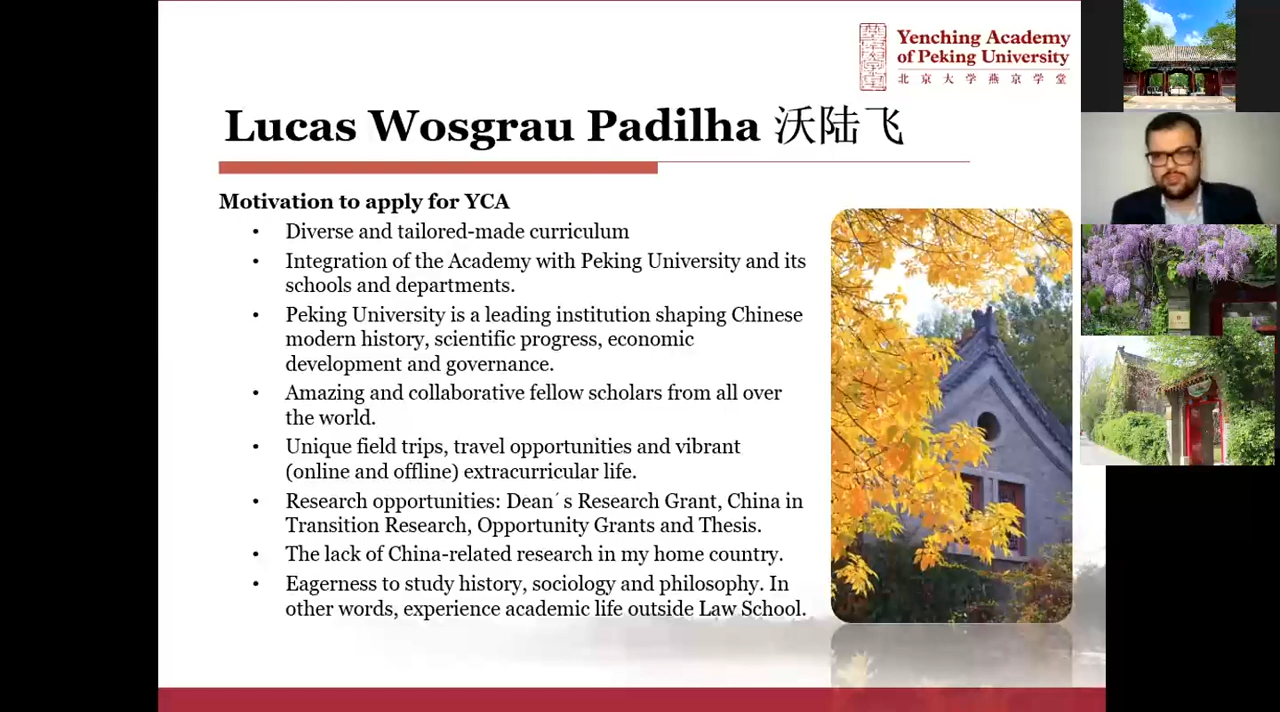 Yenching Academy
of Peking University
北京大学燕京学堂
Lucas Wosgrau Padilha 沃陆飞
Motivation to apply for YCA
• Diverse and tailored-made curriculum
• Integration of the Academy with Peking University and its
schools and departments.
• Peking University is a leading institution shaping Chinese
modern history, scientific progress, economic
development and governance.
• Amazing and collaborative fellow scholars from all over
the world.
• Unique field trips, travel opportunities and vibrant
(online and offline) extracurricular life.
• Research opportunities: Dean´s Research Grant, China in
Transition Research, Opportunity Grants and Thesis.
• The lack of China-related research in my home country.
• Eagerness to study history, sociology and philosophy. In
other words, experience academic life outside Law School.